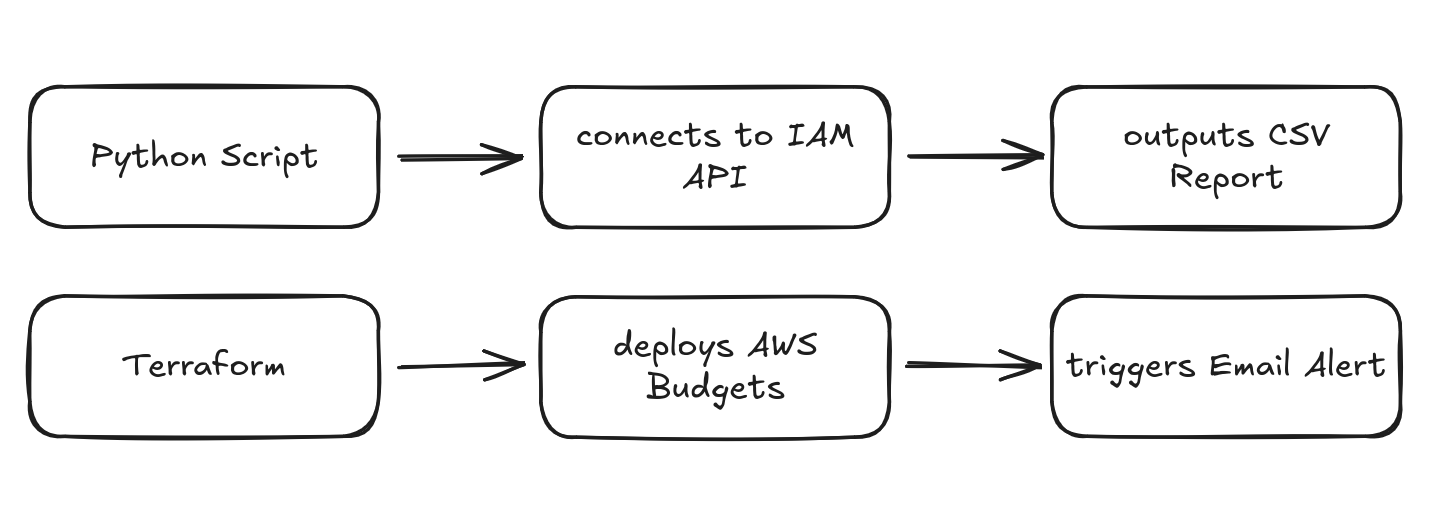 Python Script
connects to IAM
API
outputs CSV
Report
Terraform
deploys AWS
Budgets
triggers Email Alert